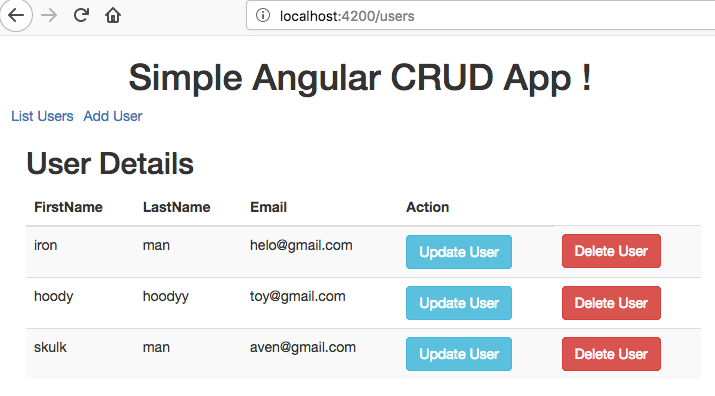 localhost:4200/users
Simple Angular CRUD App !
List Users Add User
User Details
FirstName LastName Email Action
iron man helo@gmail.com Update User Delete User
hoody hoodyy toy@gmail.com Update User Delete User
skulk man aven@gmail.com Update User Delete User